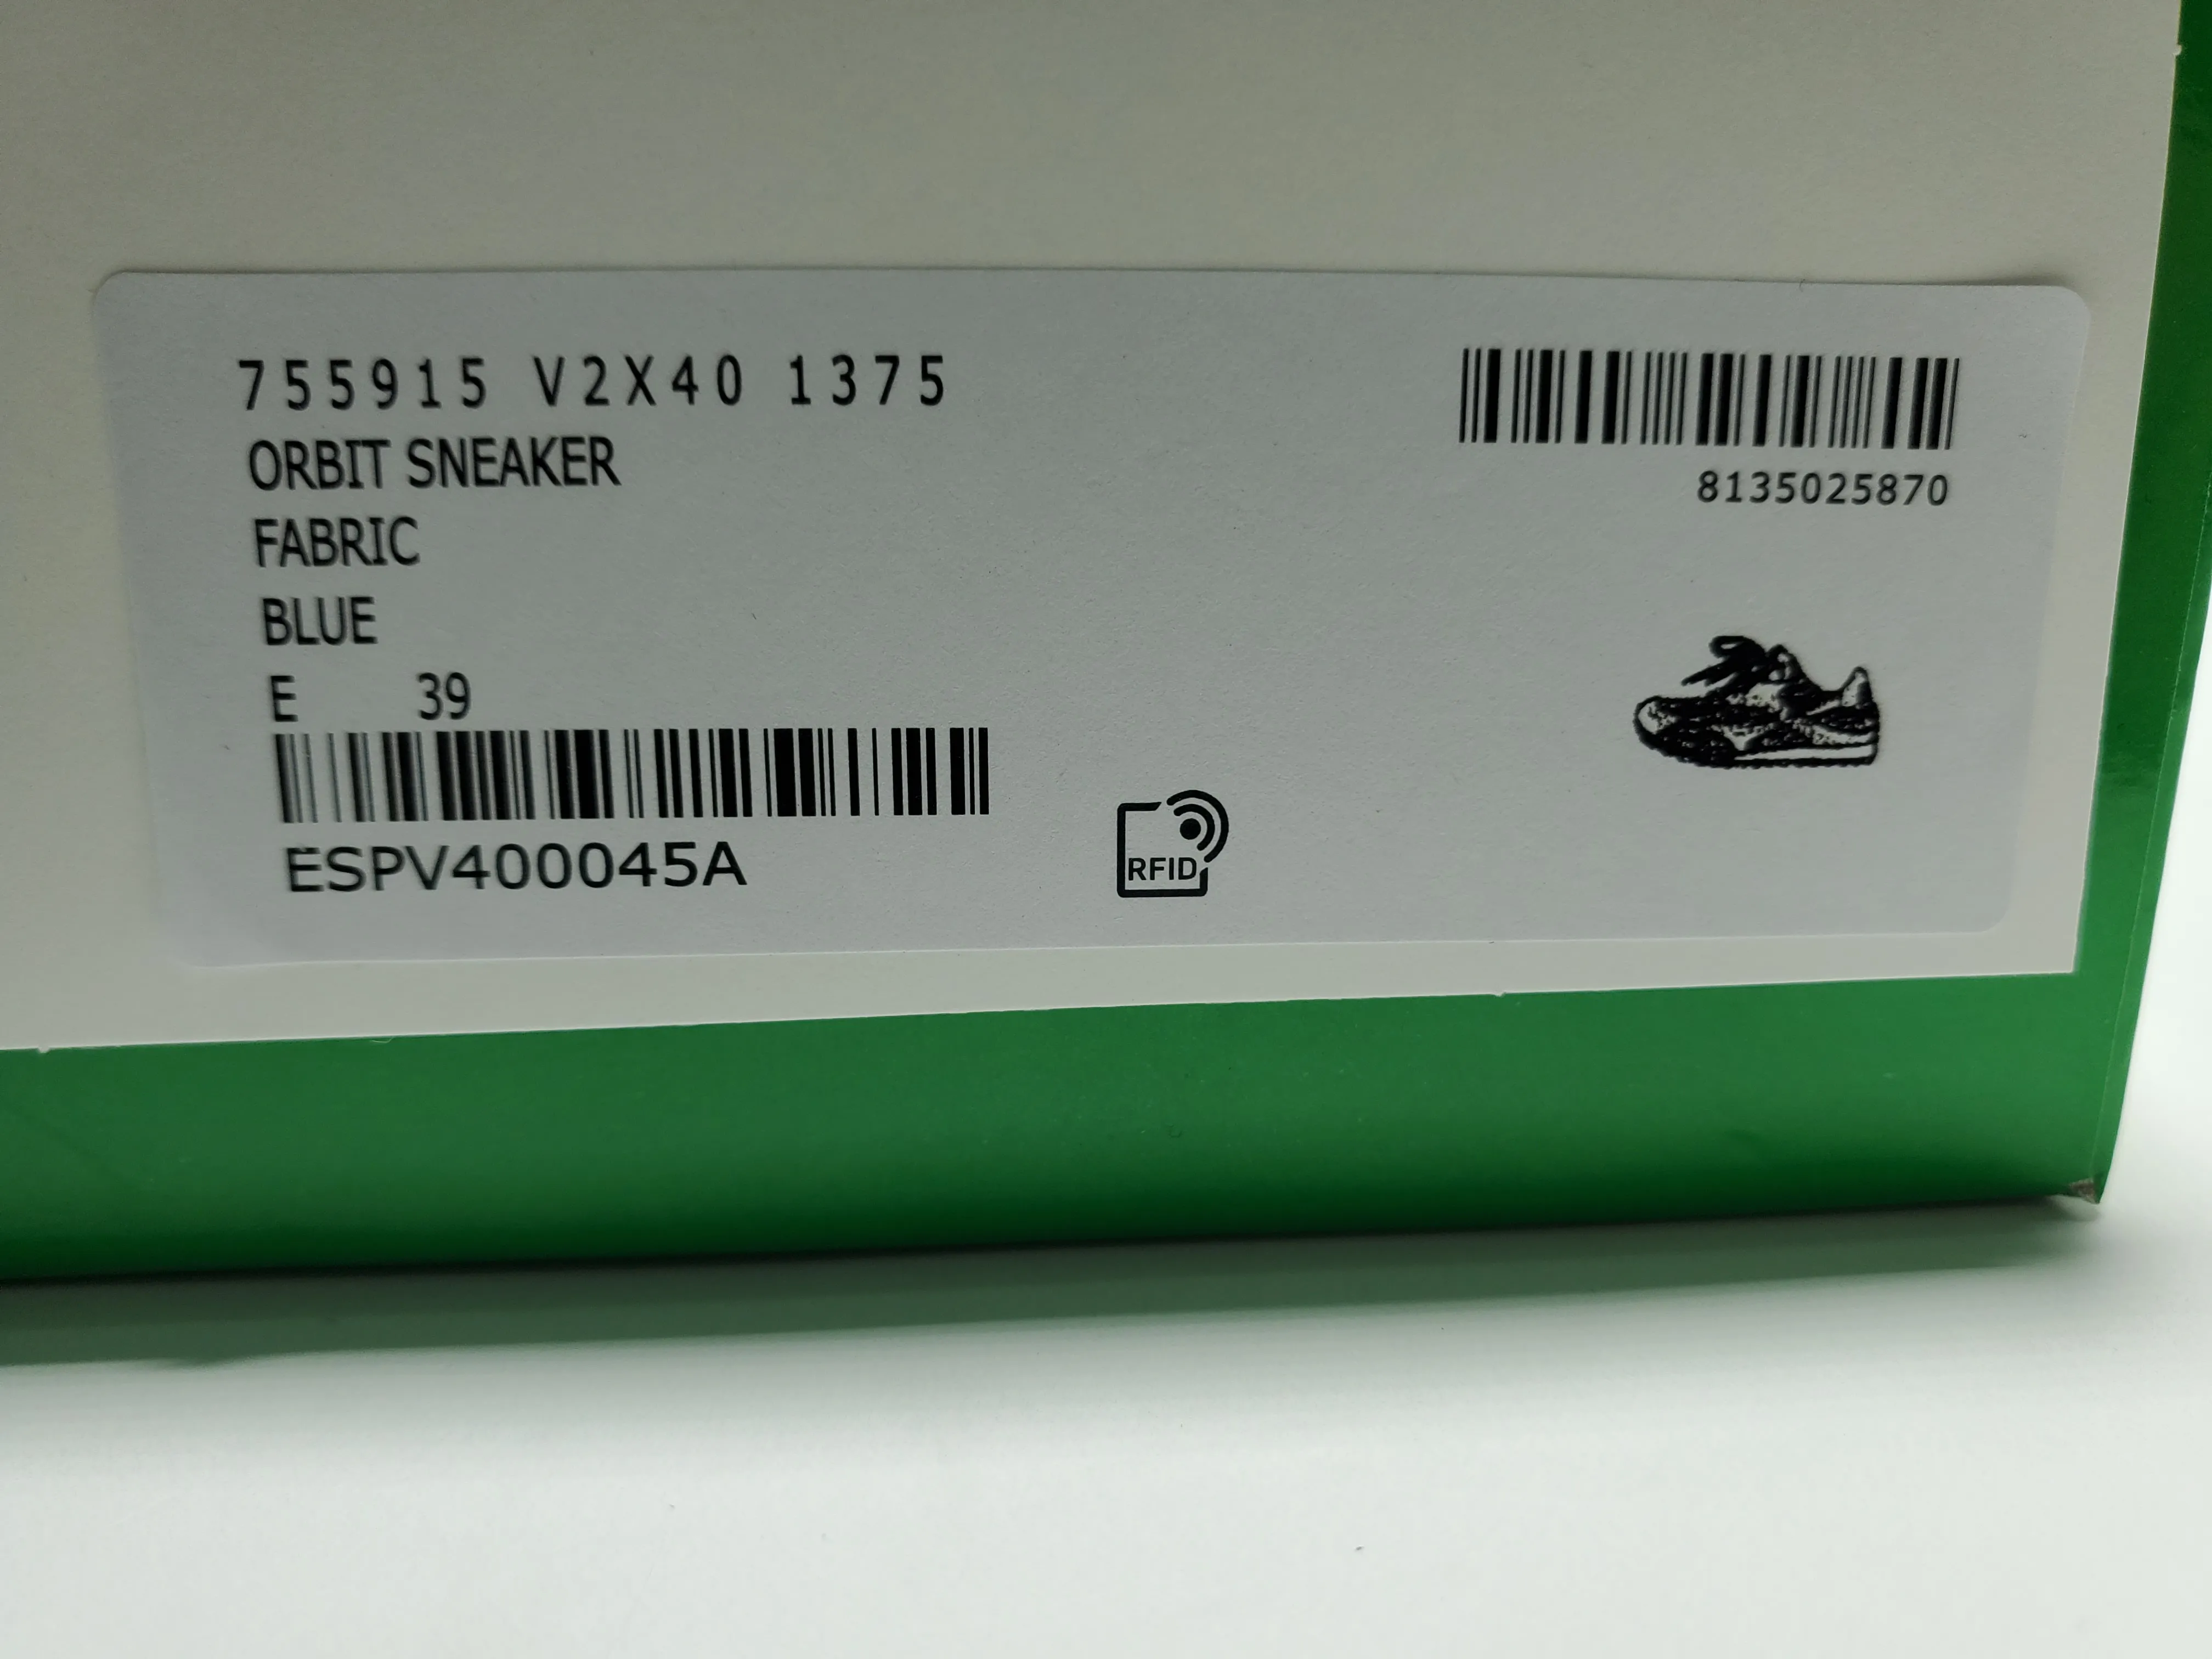 755915 V2X40 1375
ORBIT SNEAKER
FABRIC
BLUE
E 39
ESPV400045A
8135025870
RFID